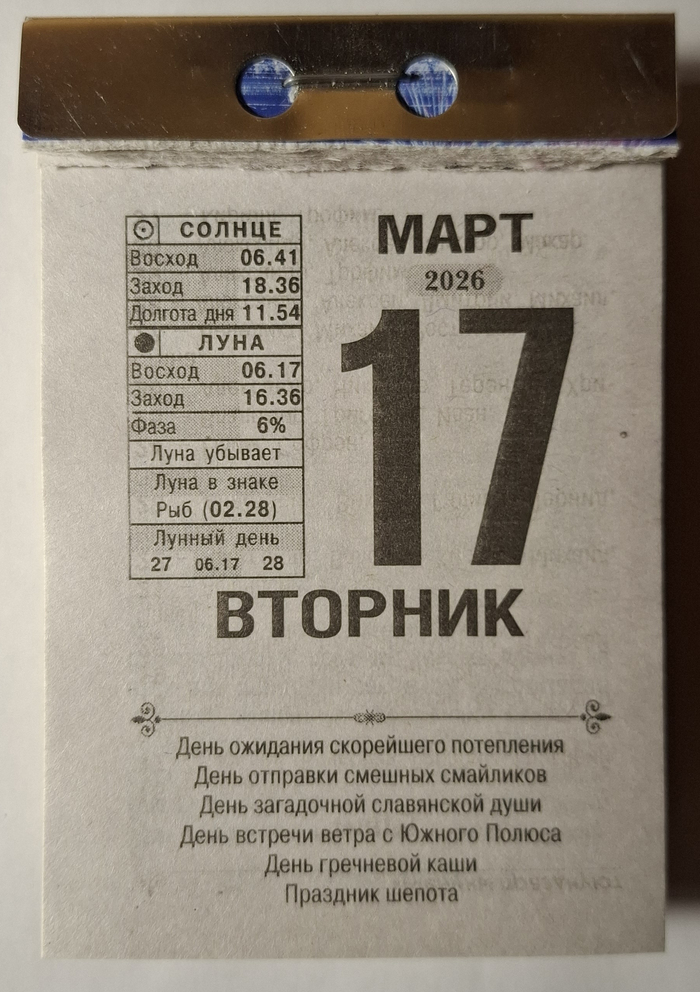 СОЛНЦЕ
Восход 06.41
Заход 18.36
Долгота дня 11.54
ЛУНА
Восход 06.17
Заход 16.36
Фаза 6%
Луна убывает
Луна в знаке
Рыб (02.28)
Лунный день
27 06.17 28
МАРТ
2026
17
ВТОРНИК
День ожидания скорейшего потепления
День отправки смешных смайликов
День загадочной славянской души
День встречи ветра с Южного Полюса
День гречневой каши
Праздник шепота